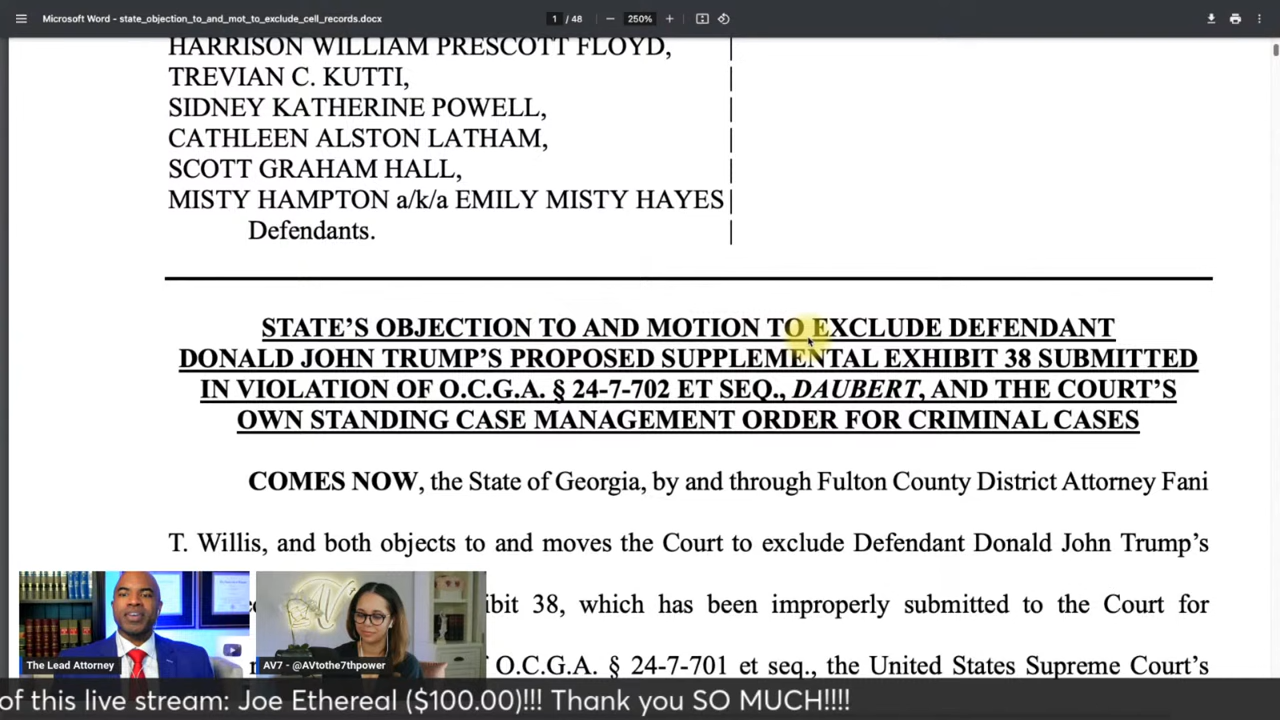 Microsoft Word - state_objection_to_and_mot_to_exclude_cell_records.docx
1 / 48
250%
HARRISON WILLIAM PRESCOTT FLOYD,
TREVIAN C. KUTTI,
SIDNEY KATHERINE POWELL,
CATHLEEN ALSTON LATHAM,
SCOTT GRAHAM HALL,
MISTY HAMPTON a/k/a EMILY MISTY HAYES
Defendants.
STATE'S OBJECTION TO AND MOTION TO EXCLUDE DEFENDANT
DONALD JOHN TRUMP'S PROPOSED SUPPLEMENTAL EXHIBIT 38 SUBMITTED
IN VIOLATION OF O.C.G.A. § 24-7-702 ET SEQ., DAUBERT, AND THE COURT'S
OWN STANDING CASE MANAGEMENT ORDER FOR CRIMINAL CASES
COMES NOW, the State of Georgia, by and through Fulton County District Attorney Fani
T. Willis, and both objects to and moves the Court to exclude Defendant Donald John Trump's
ibit 38, which has been improperly submitted to the Court for
O.C.G.A. § 24-7-701 et seq., the United States Supreme Court's
The Lead Attorney
AV7 - @AVtothe7thpower
of this live stream: Joe Ethereal ($100.00)!!! Thank you SO MUCH!!!!